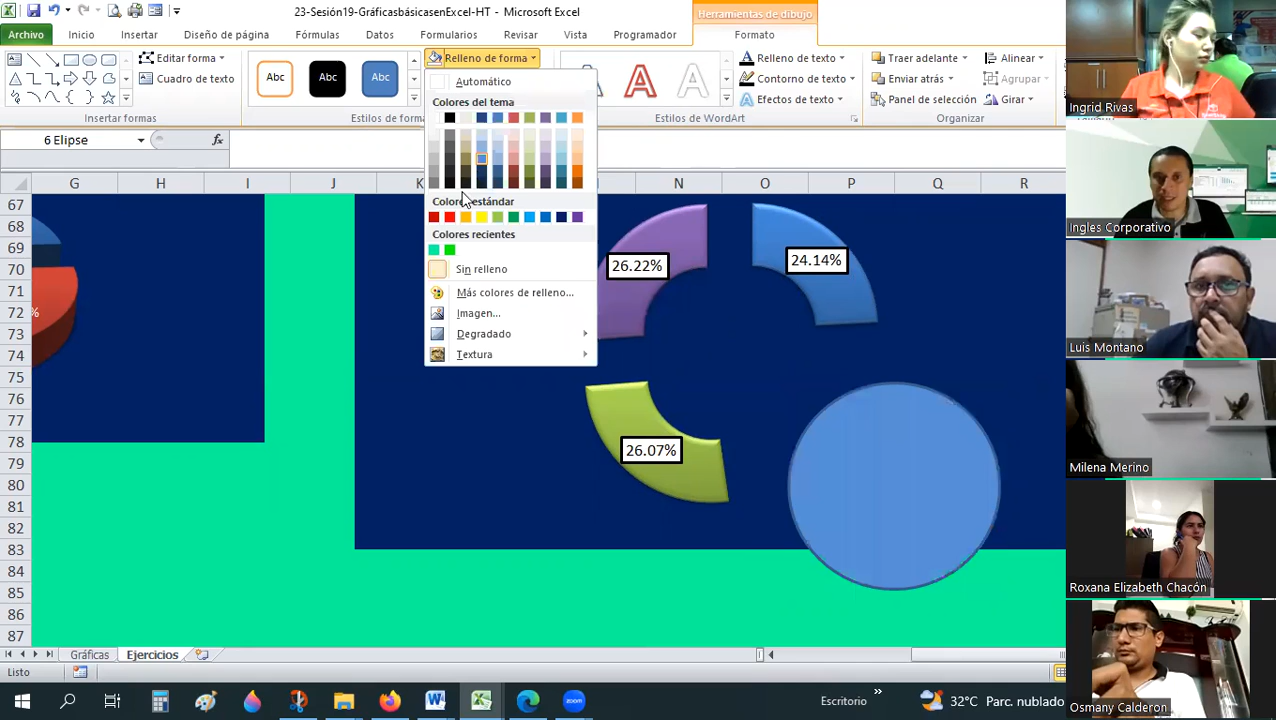 23-Sesión19-GráficasbásicasenExcel-HT - Microsoft Excel
Herramientas de dibujo
Archivo Inicio Insertar Diseño de página Fórmulas Datos Formularios Revisar Vista Programador Formato
Editar forma
Cuadro de texto
Insertar formas
Abc Abc Abc
Estilos de
Relleno de forma
Automático
Colores del tema
Colores estándar
Colores recientes
Sin relleno
Más colores de relleno...
Imagen...
Degradado
Textura
A A A
Estilos de WordArt
Relleno de texto
Contorno de texto
Efectos de texto
Traer adelante
Enviar atrás
Panel de selección
Organizar
Alinear
Agrupar
Girar
6 Elipse
fx
G H I J K N O P Q R
67
68
69
70
71
72
73
74
75
76
77
78
79
80
81
82
83
84
85
86
87
%
26.22%
24.14%
26.07%
Gráficas Ejercicios
Listo
zoom
Escritorio
»
32°C Parc. nublado
Ingrid Rivas
Ingles Corporativo
Luis Montano
Milena Merino
Roxana Elizabeth Chacón
Osmany Calderon